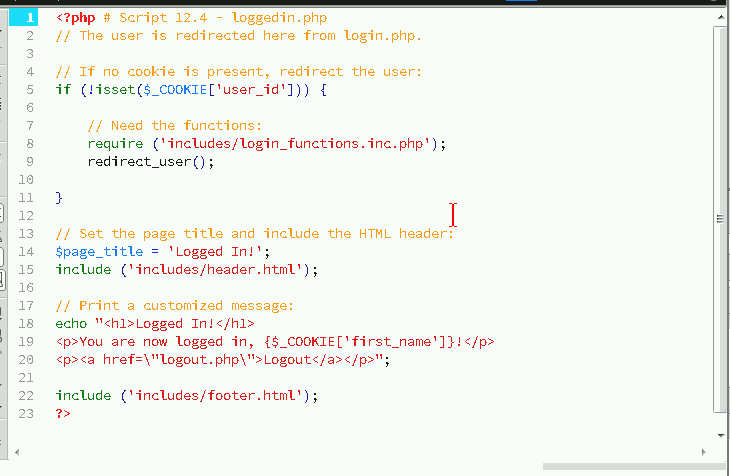 1 <?php # Script 12.4 - loggedin.php
2 // The user is redirected here from login.php.
3
4 // If no cookie is present, redirect the user:
5 if (!isset($_COOKIE['user_id'])) {
6
7 // Need the functions:
8 require ('includes/login_functions.inc.php');
9 redirect_user();
10
11 }
12
13 // Set the page title and include the HTML header:
14 $page_title = 'Logged In!';
15 include ('includes/header.html');
16
17 // Print a customized message:
18 echo "<h1>Logged In!</h1>
19 <p>You are now logged in, {$_COOKIE['first_name']}!</p>
20 <p><a href=\"logout.php\">Logout</a></p>";
21
22 include ('includes/footer.html');
23 ?>